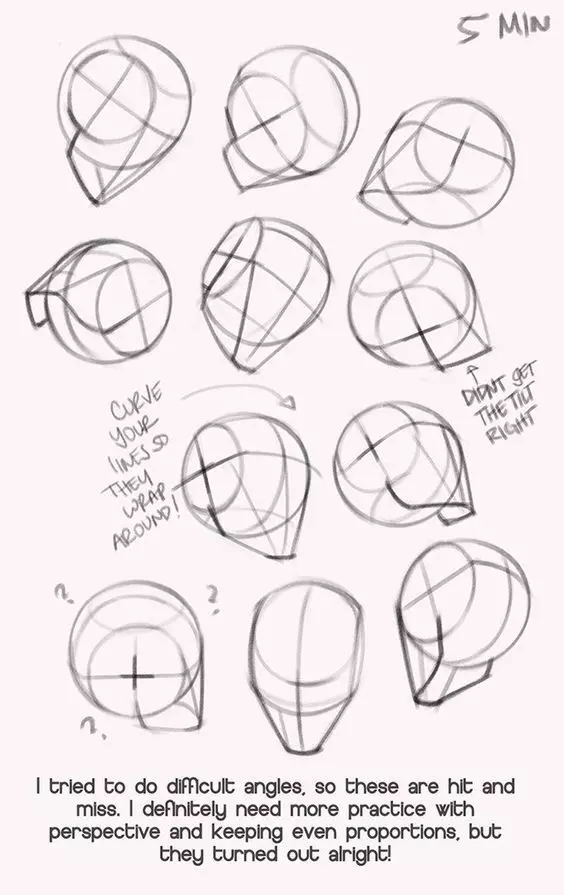 5 MIN
DIDNT GET
THE TILT
RIGHT
CURVE
YOUR
LINES SO
THEY
WRAP
AROUND!
?
?
?
I tried to do difficult angles, so these are hit and
miss. I definitely need more practice with
perspective and keeping even proportions, but
they turned out alright!